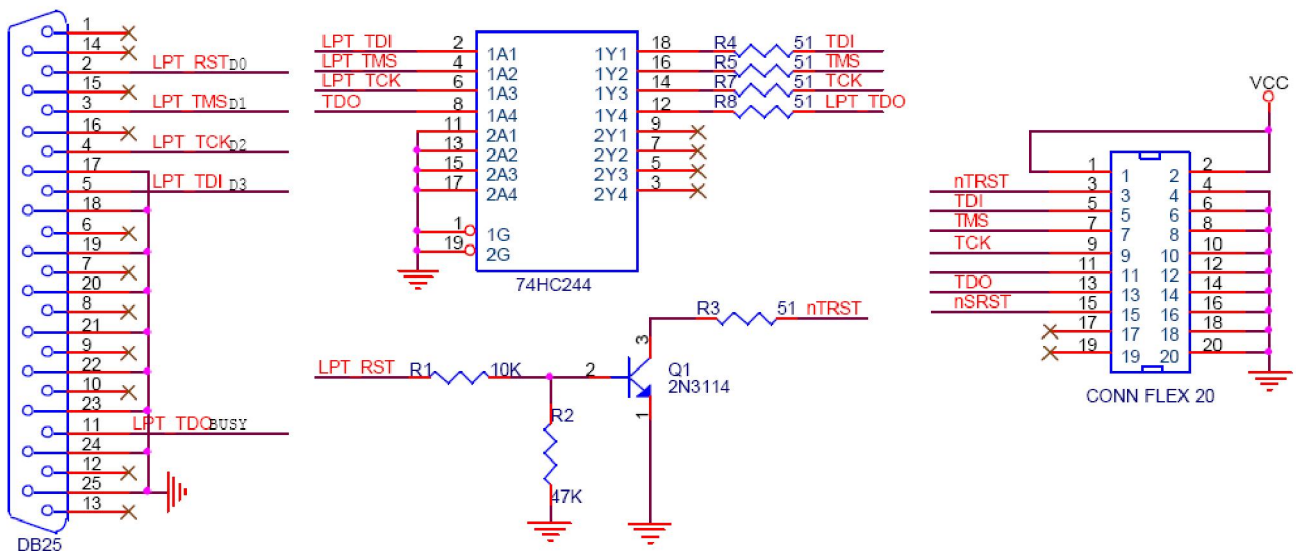 1
14
2 LPT_RST D0
15
3 LPT_TMS D1
16
4 LPT_TCK D2
17
5 LPT_TDI D3
18
6
19
7
20
8
21
9
22
10
23
11 LPT_TDO BUSY
24
12
25
13
DB25
LPT_TDI 2 1A1 1Y1 18 R4 51 TDI
LPT_TMS 4 1A2 1Y2 16 R5 51 TMS
LPT_TCK 6 1A3 1Y3 14 R7 51 TCK
TDO 8 1A4 1Y4 12 R8 51 LPT_TDO
11 2A1 2Y1 9
13 2A2 2Y2 7
15 2A3 2Y3 5
17 2A4 2Y4 3
1 1G
19 2G
74HC244
LPT_RST R1 10K 2
R2
47K
3
Q1
2N3114
1
R3 51 nTRST
VCC
1 1 2 2
nTRST 3 3 4 4
TDI 5 5 6 6
TMS 7 7 8 8
TCK 9 9 10 10
11 11 12 12
TDO 13 13 14 14
nSRST 15 15 16 16
17 17 18 18
19 19 20 20
CONN FLEX 20